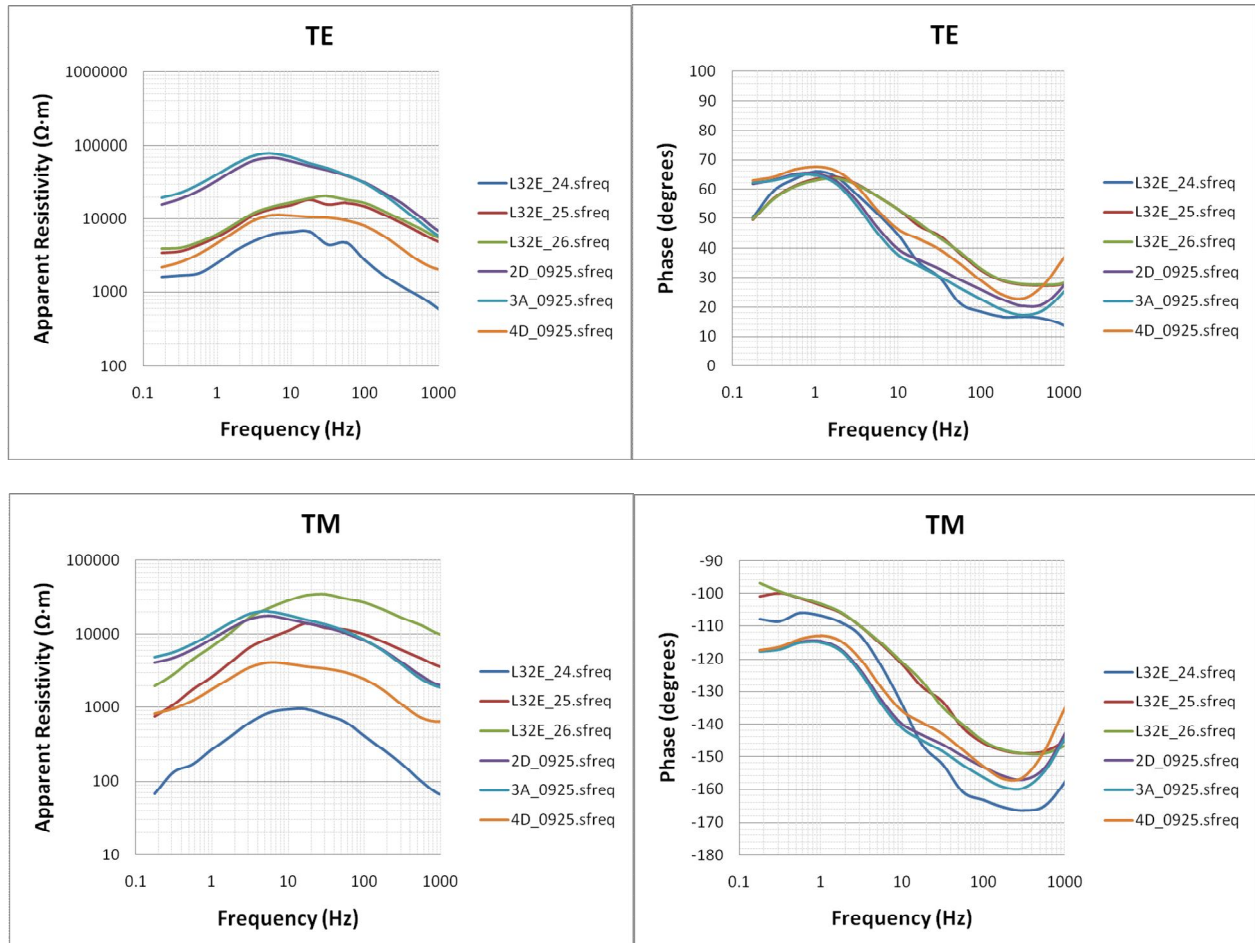 TE
Apparent Resistivity (Ω·m)
1000000
100000
10000
1000
100
0.1
1
10
100
1000
Frequency (Hz)
L32E_24.sfreq
L32E_25.sfreq
L32E_26.sfreq
2D_0925.sfreq
3A_0925.sfreq
4D_0925.sfreq
TE
Phase (degrees)
100
90
80
70
60
50
40
30
20
10
0
0.1
1
10
100
1000
Frequency (Hz)
L32E_24.sfreq
L32E_25.sfreq
L32E_26.sfreq
2D_0925.sfreq
3A_0925.sfreq
4D_0925.sfreq
TM
Apparent Resistivity (Ω·m)
100000
10000
1000
100
10
0.1
1
10
100
1000
Frequency (Hz)
L32E_24.sfreq
L32E_25.sfreq
L32E_26.sfreq
2D_0925.sfreq
3A_0925.sfreq
4D_0925.sfreq
TM
Phase (degrees)
-90
-100
-110
-120
-130
-140
-150
-160
-170
-180
0.1
1
10
100
1000
Frequency (Hz)
L32E_24.sfreq
L32E_25.sfreq
L32E_26.sfreq
2D_0925.sfreq
3A_0925.sfreq
4D_0925.sfreq